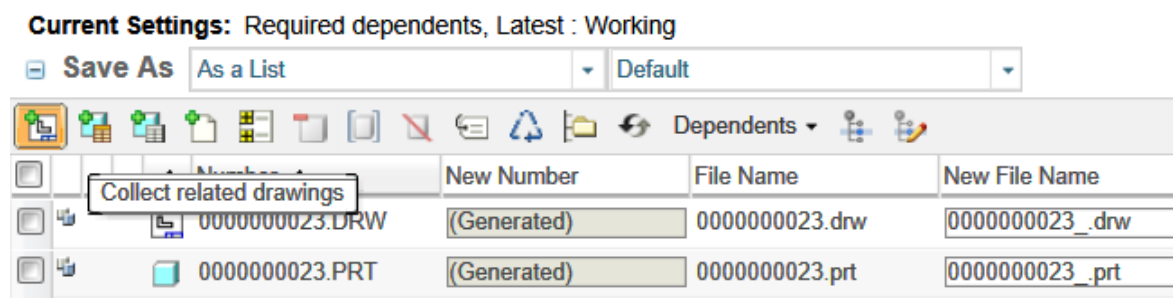 Current Settings: Required dependents, Latest : Working
Save As As a List Default
Dependents
Number New Number File Name New File Name
Collect related drawings
0000000023.DRW (Generated) 0000000023.drw 0000000023_.drw
0000000023.PRT (Generated) 0000000023.prt 0000000023_.prt